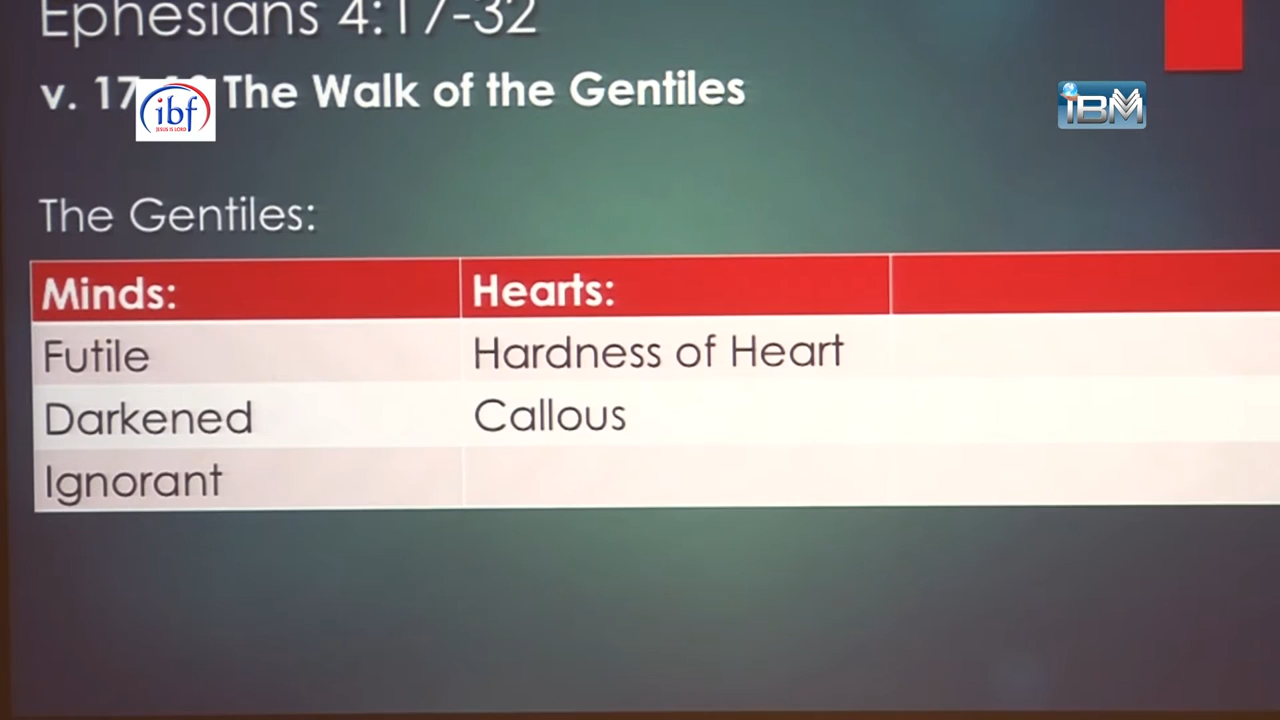 Ephesians 4:17-32
v. 17 The Walk of the Gentiles
ibf
JESUS IS LORD
iBM
The Gentiles:
Minds: Hearts:
Futile Hardness of Heart
Darkened Callous
Ignorant